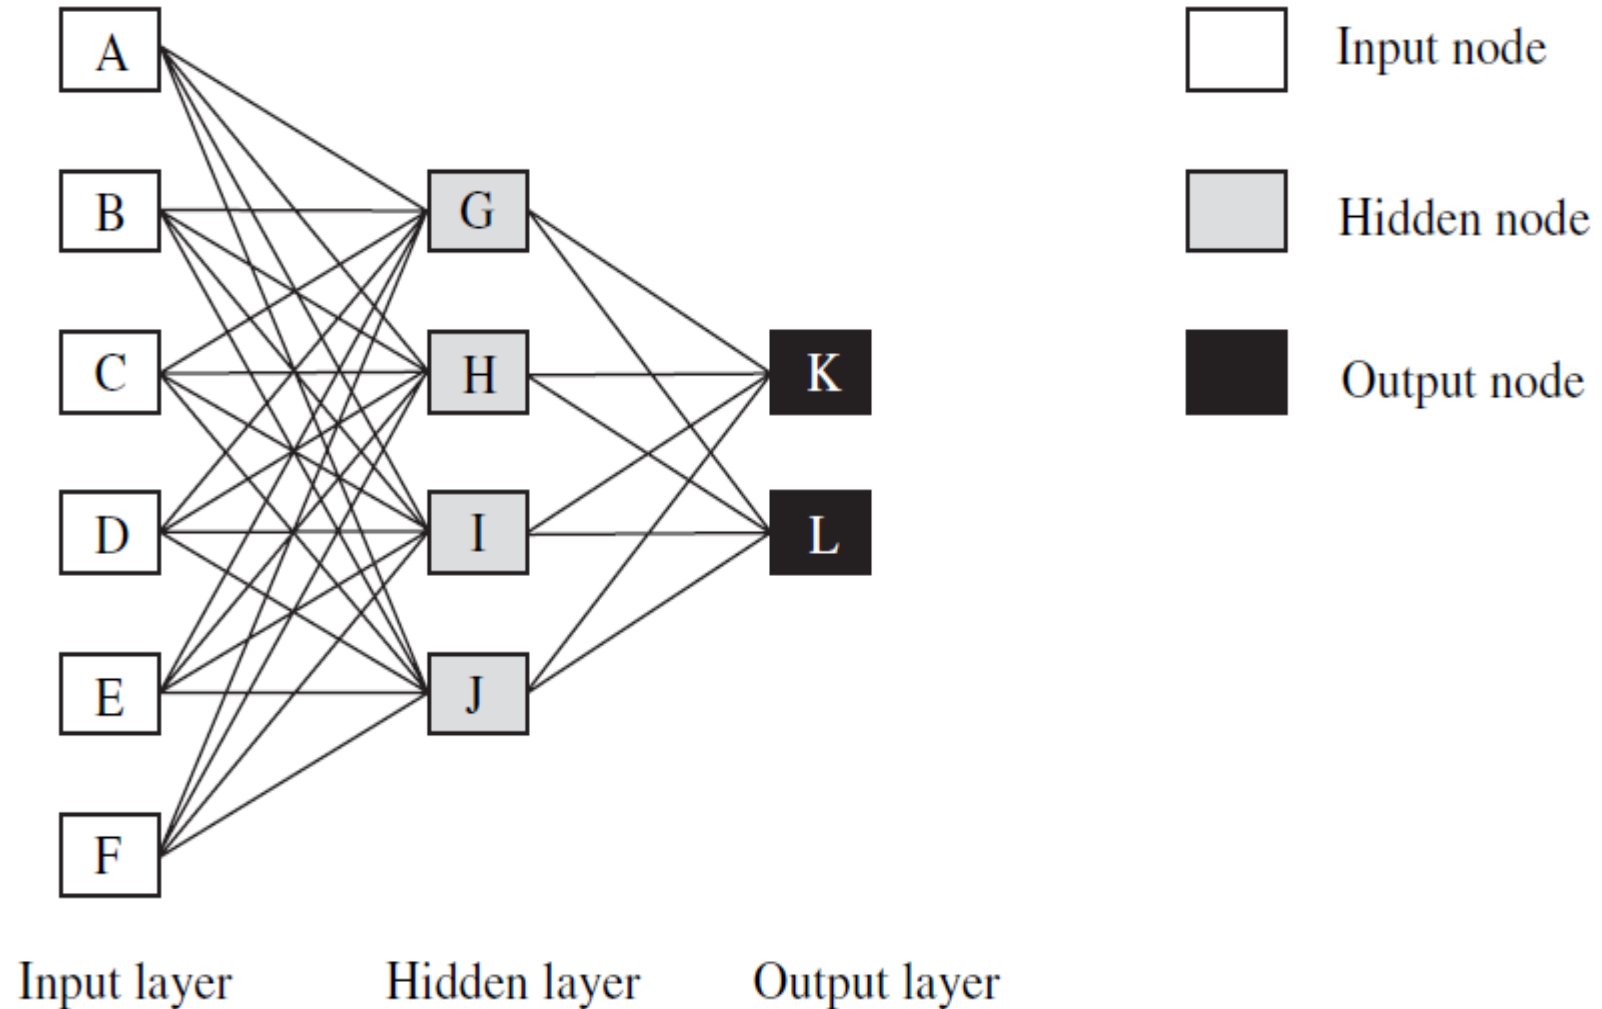 A
B
C
D
E
F
G
H
I
J
K
L
Input node
Hidden node
Output node
Input layer
Hidden layer
Output layer